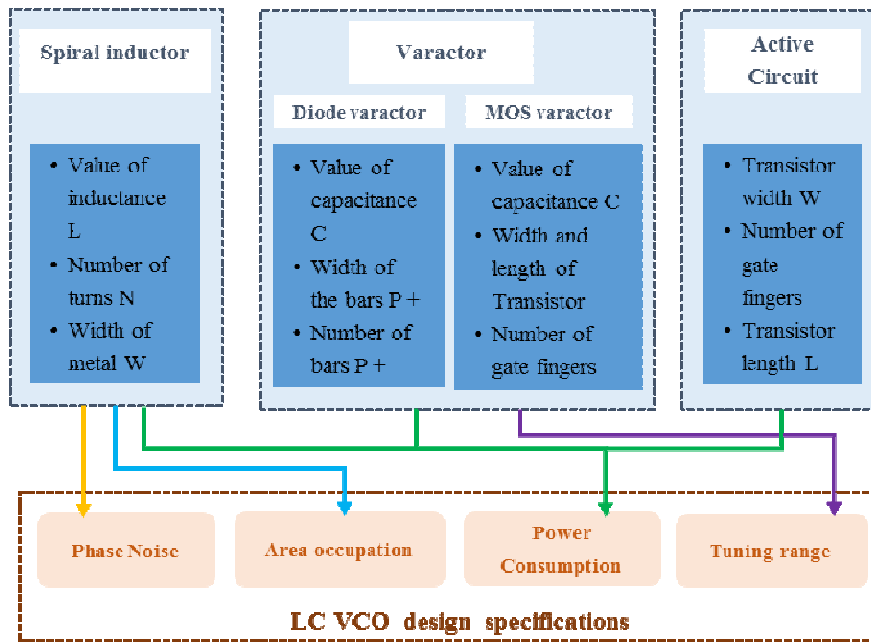 Spiral inductor
• Value of
inductance
L
• Number of
turns N
• Width of
metal W
Varactor
Diode varactor
• Value of
capacitance
C
• Width of
the bars P +
• Number of
bars P +
MOS varactor
• Value of
capacitance C
• Width and
length of
Transistor
• Number of
gate fingers
Active
Circuit
• Transistor
width W
• Number of
gate
fingers
• Transistor
length L
Phase Noise
Area occupation
Power
Consumption
Tuning range
LC VCO design specifications